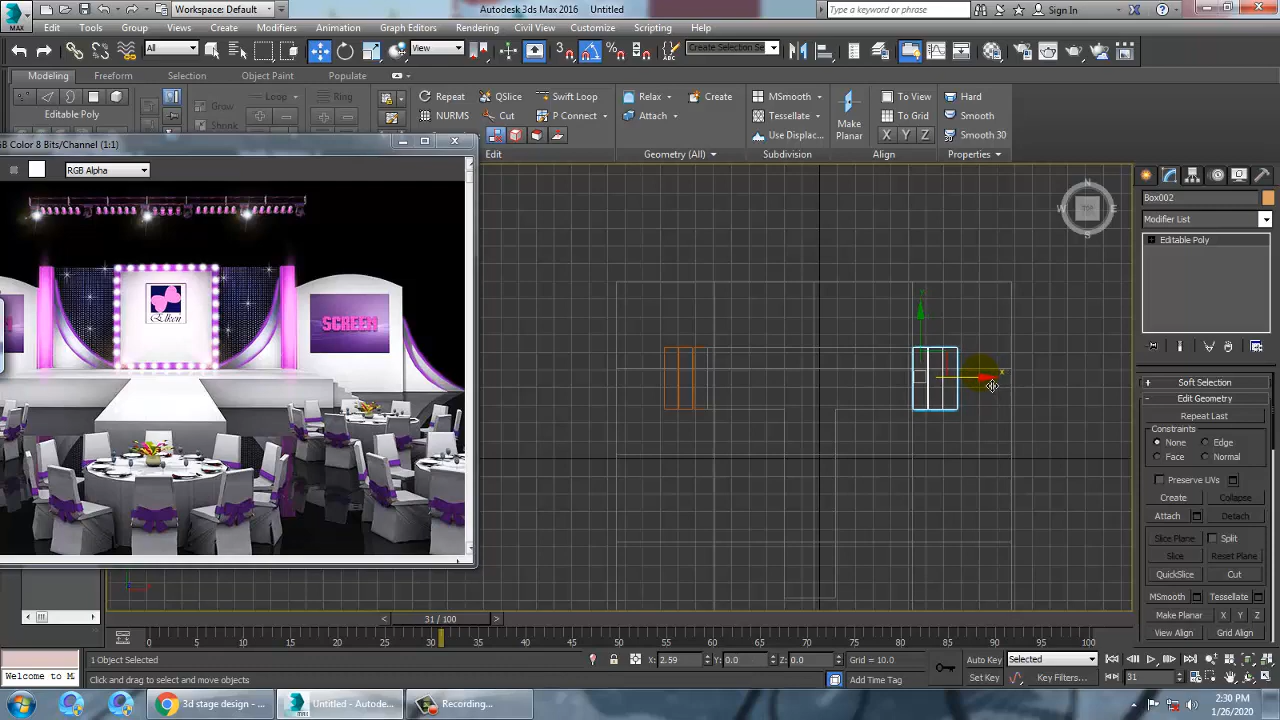 Workspace: Default
Autodesk 3ds Max 2016 Untitled
Type a keyword or phrase
Sign In
MAX
Edit Tools Group Views Create Modifiers Animation Graph Editors Rendering Civil View Customize Scripting Help
All
View
Create Selection Se
Modeling Freeform Selection Object Paint Populate
Editable Poly
Grow
Shrink
Loop
Ring
Repeat QSlice Swift Loop
NURMS Cut P Connect
Edit
Relax Create
Attach
Geometry (All)
MSmooth
Tessellate
Use Displac...
Subdivision
Make Planar
To View
To Grid
X Y Z
Align
Hard
Smooth
Smooth 30
Properties
GB Color 8 Bits/Channel (1:1)
RGB Alpha
Elken
SCREEN
N
W
TOP
E
S
x
Box002
Modifier List
Editable Poly
Soft Selection
Edit Geometry
Repeat Last
Constraints
None Edge
Face Normal
Preserve UVs
Create Collapse
Attach Detach
Slice Plane Split
Slice Reset Plane
QuickSlice Cut
MSmooth Tessellate
Make Planar X Y Z
View Align Grid Align
31 / 100
0 5 10 15 20 25 30 35 40 45 50 55 60 65 70 75 80 85 90 95 100
1 Object Selected
X: 2.59 Y: 0.0 Z: 0.0 Grid = 10.0
Auto Key Selected
Welcome to M
Click and drag to select and move objects
Add Time Tag
Set Key Key Filters...
31
3d stage design - ...
Untitled - Autodes...
Recording...
2:30 PM
1/26/2020